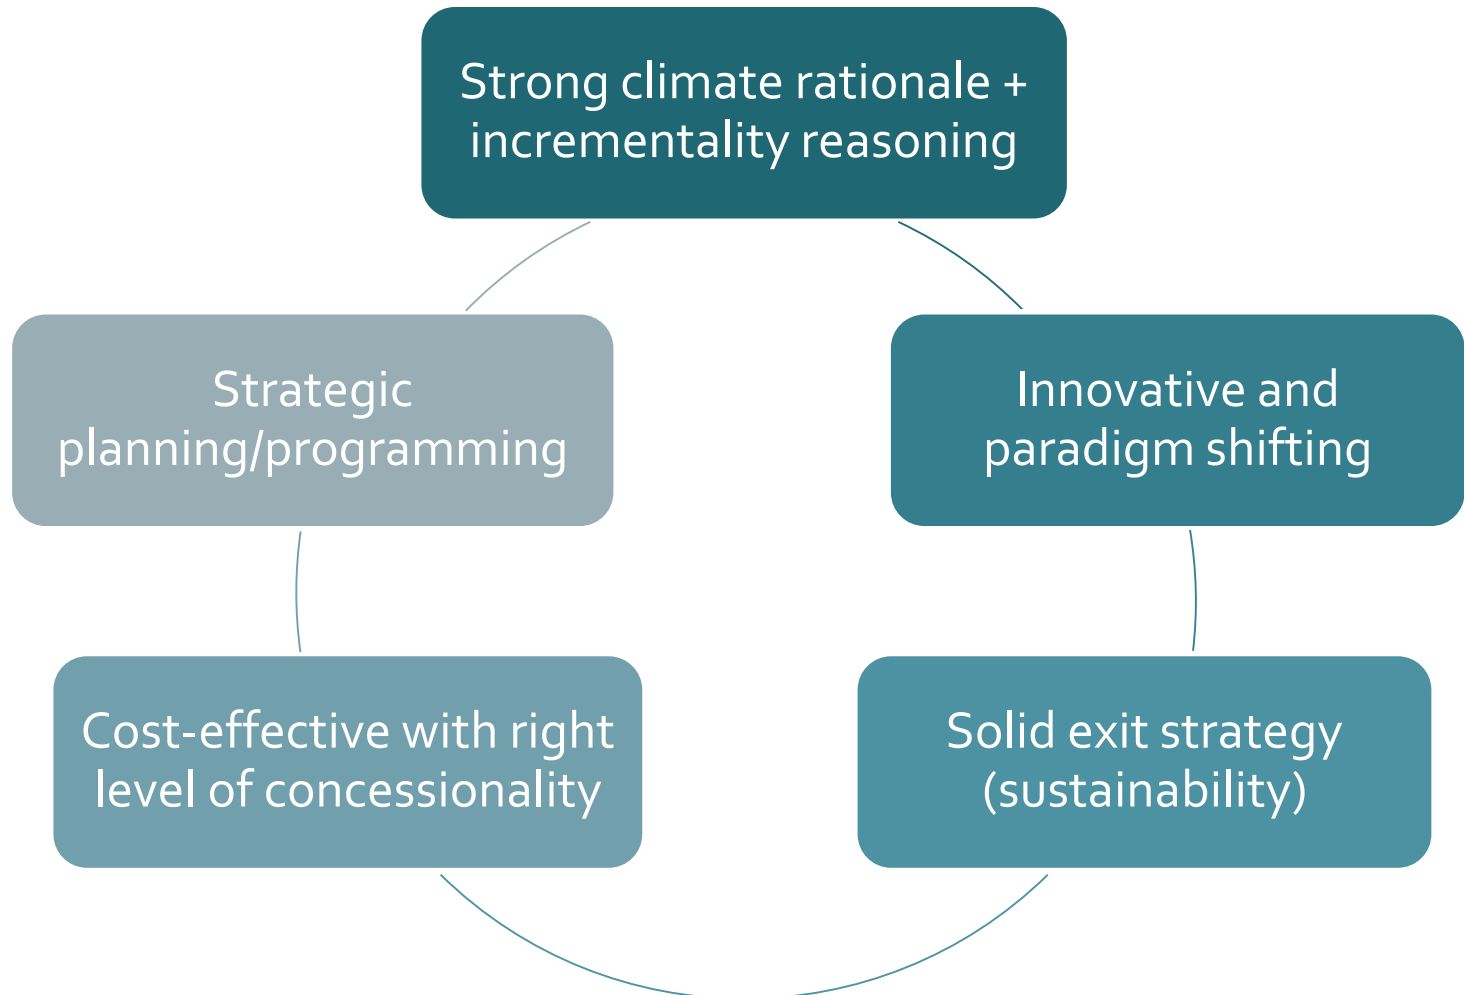 Strong climate rationale +
incrementality reasoning
Strategic
planning/programming
Innovative and
paradigm shifting
Cost-effective with right
level of concessionality
Solid exit strategy
(sustainability)